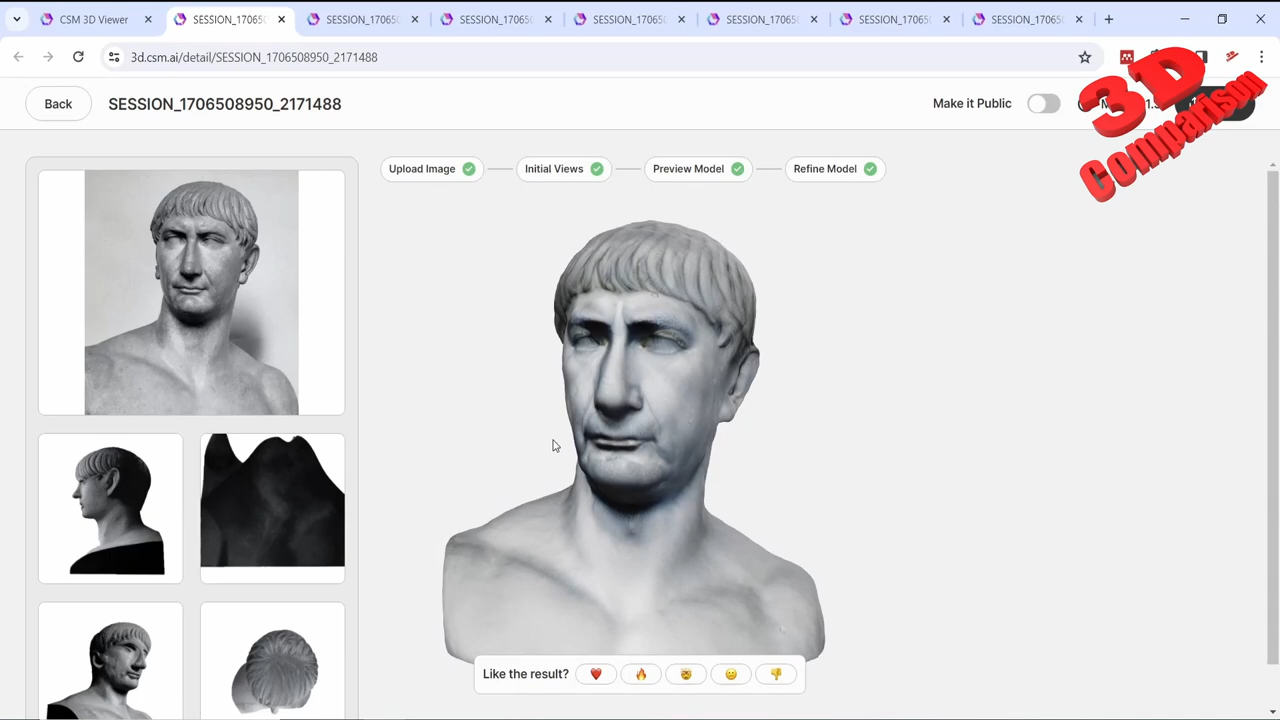 CSM 3D Viewer
SESSION_17065
SESSION_17065
SESSION_17065
SESSION_17065
SESSION_17065
SESSION_17065
SESSION_17065
3d.csm.ai/detail/SESSION_1706508950_2171488
3D
Comparison
Back
SESSION_1706508950_2171488
Make it Public
Upload Image
Initial Views
Preview Model
Refine Model
Like the result?